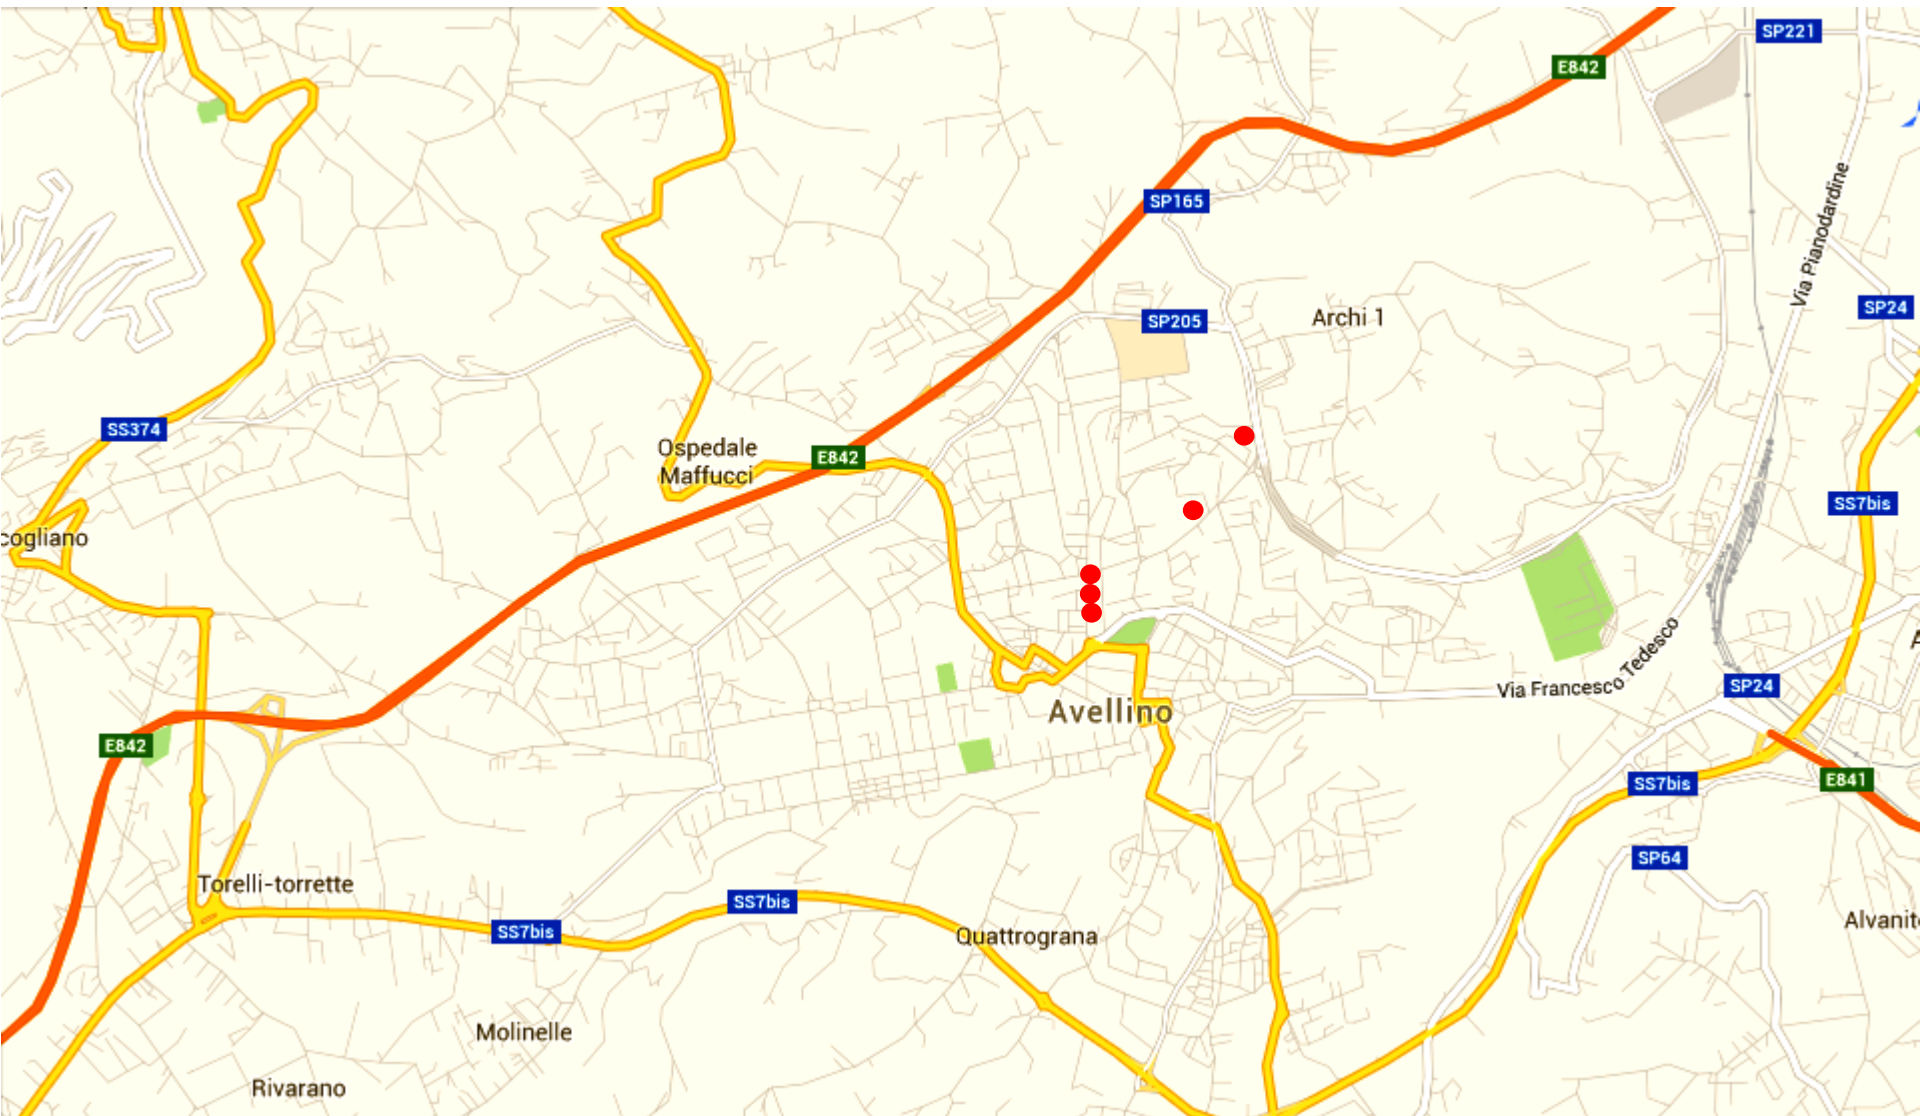 SP221
E842
SP165
Via Pianodardine
SP24
SP205
Archi 1
SS374
Ospedale
Maffucci
E842
SS7bis
cogliano
Via Francesco Tedesco
SP24
Avellino
E842
E841
SS7bis
SP64
Torelli-torrette
SS7bis
SS7bis
Alvanit
Quattrograna
Molinelle
Rivarano